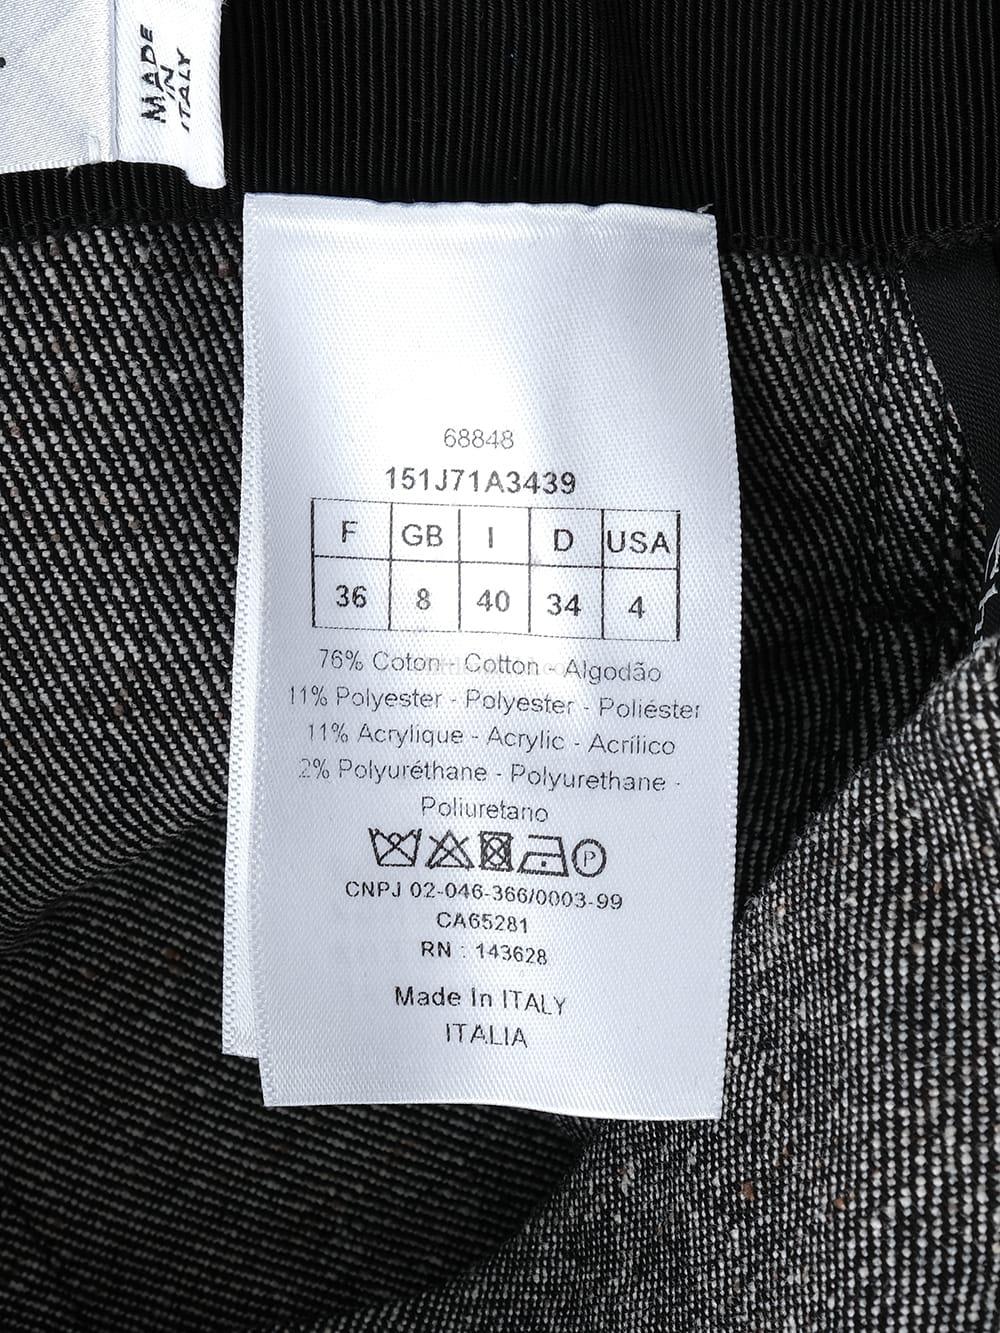 MADE
IN
ITALY
68848
151J71A3439
F GB I D USA
36 8 40 34 4
76% Coton - Cotton - Algodão
11% Polyester - Polyester - Poliéster
11% Acrylique - Acrylic - Acrílico
2% Polyuréthane - Polyurethane -
Poliuretano
P
CNPJ 02-046-366/0003-99
CA65281
RN : 143628
Made In ITALY
ITALIA